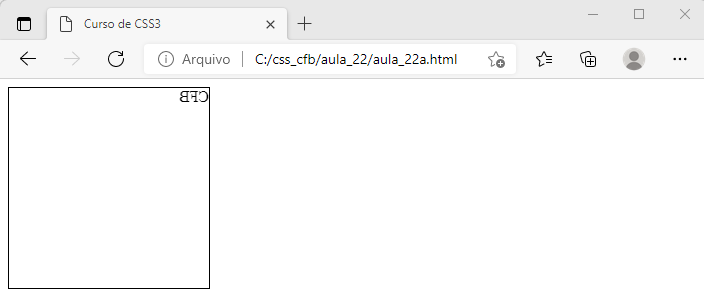 Curso de CSS3
Arquivo C:/css_cfb/aula_22/aula_22a.html
CFB